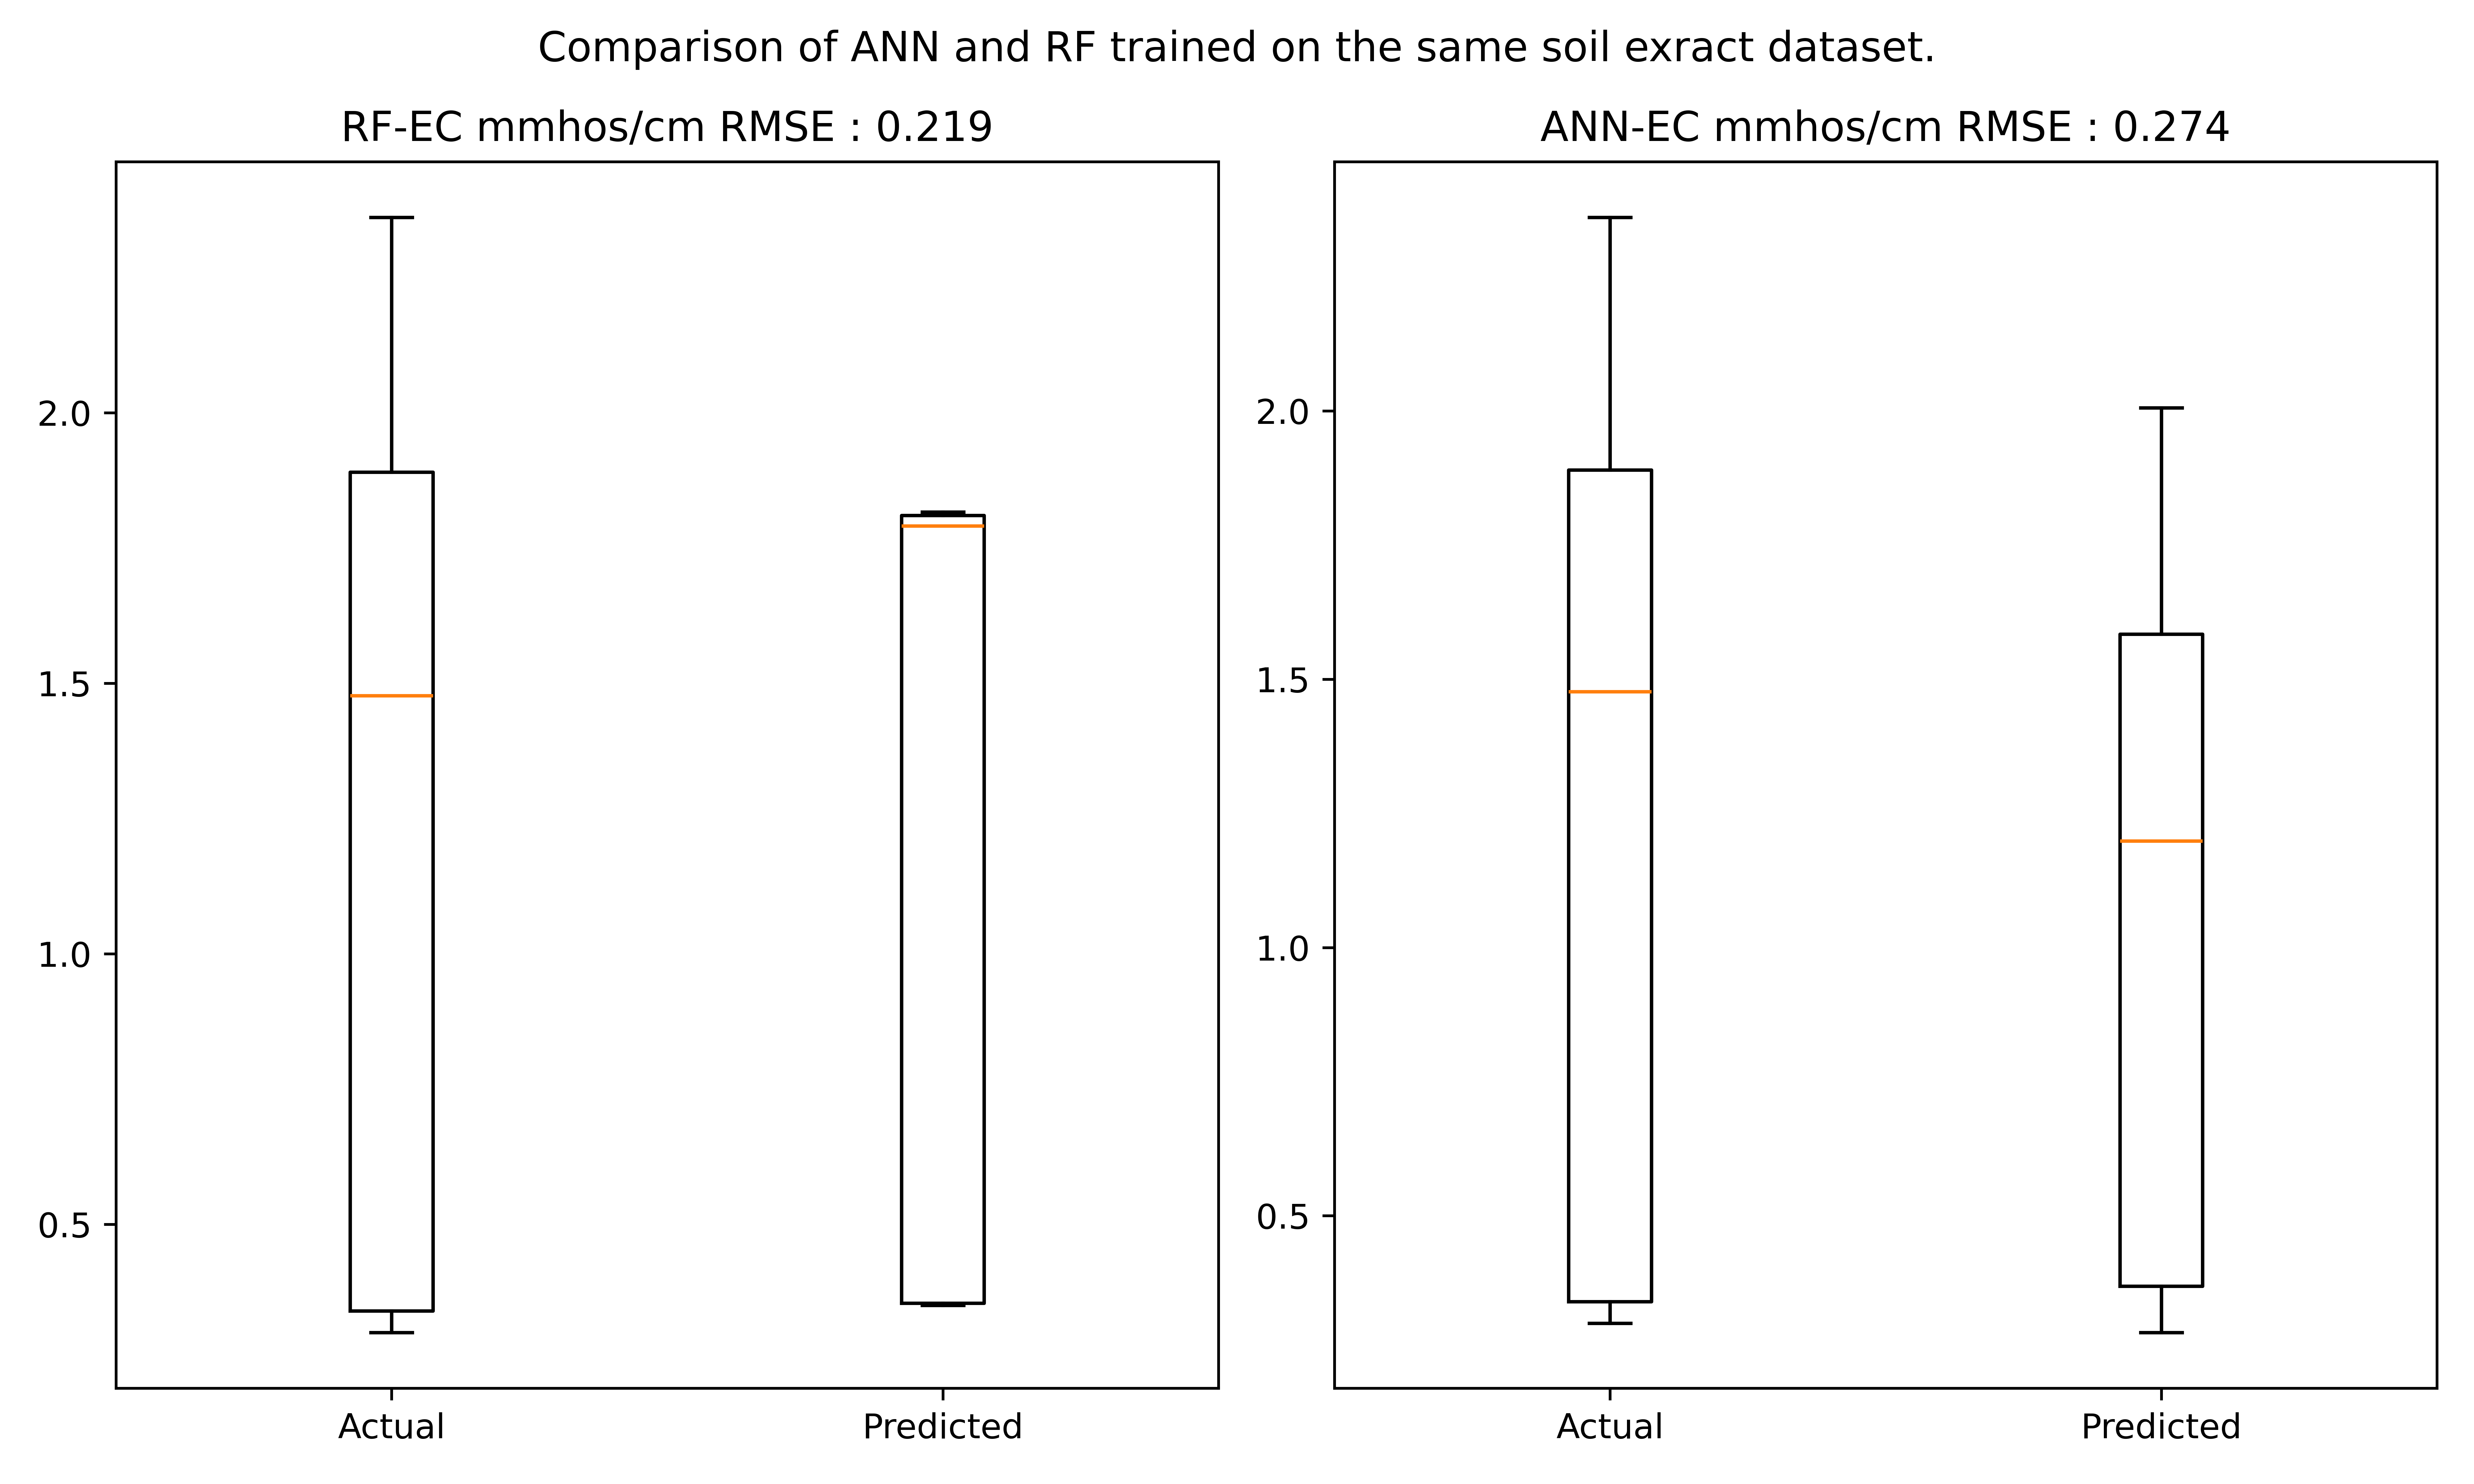 Comparison of ANN and RF trained on the same soil exract dataset.
RF-EC mmhos/cm RMSE : 0.219
2.0
1.5
1.0
0.5
Actual Predicted
ANN-EC mmhos/cm RMSE : 0.274
2.0
1.5
1.0
0.5
Actual Predicted